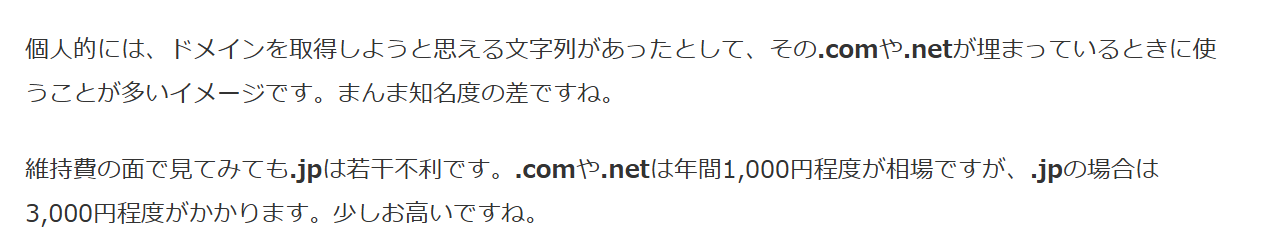 個人的には、ドメインを取得しようと思える文字列があったとして、その.comや.netが埋まっているときに使
うことが多いイメージです。まんま知名度の差ですね。
維持費の面で見てみても.jpは若干不利です。.comや.netは年間1,000円程度が相場ですが、.jpの場合は
3,000円程度がかかります。少しお高いですね。